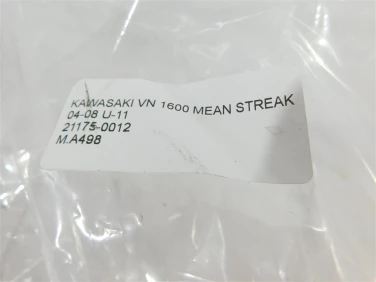 KAWASAKI VN 1600 MEAN STREAK
04-08 U-11
21175-0012
M.A498